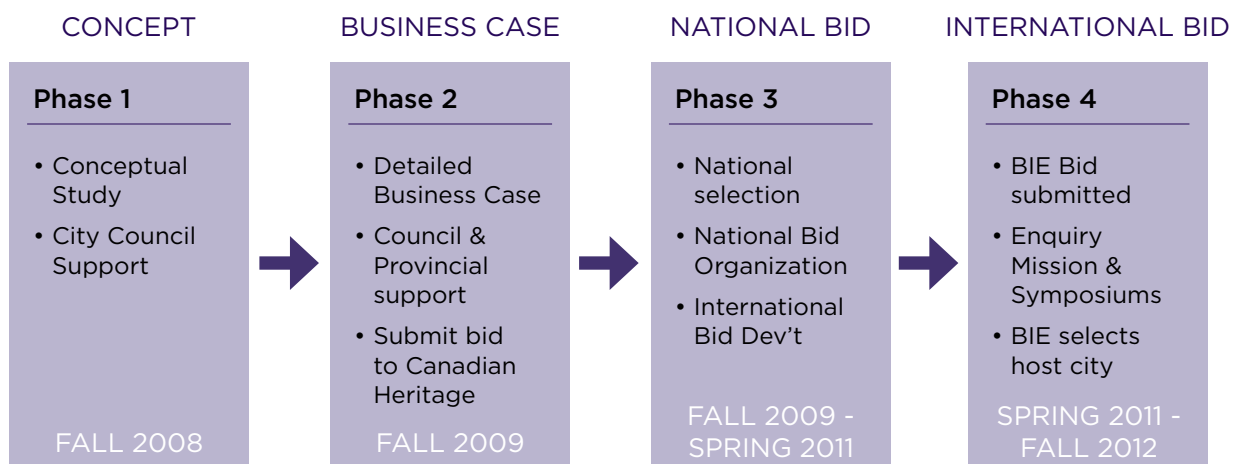 CONCEPT
Phase 1
• Conceptual
Study
• City Council
Support
FALL 2008
BUSINESS CASE
Phase 2
• Detailed
Business Case
• Council &
Provincial
support
• Submit bid
to Canadian
Heritage
FALL 2009
NATIONAL BID
Phase 3
• National
selection
• National Bid
Organization
• International
Bid Dev’t
FALL 2009 -
SPRING 2011
INTERNATIONAL BID
Phase 4
• BIE Bid
submitted
• Enquiry
Mission &
Symposiums
• BIE selects
host city
SPRING 2011 -
FALL 2012